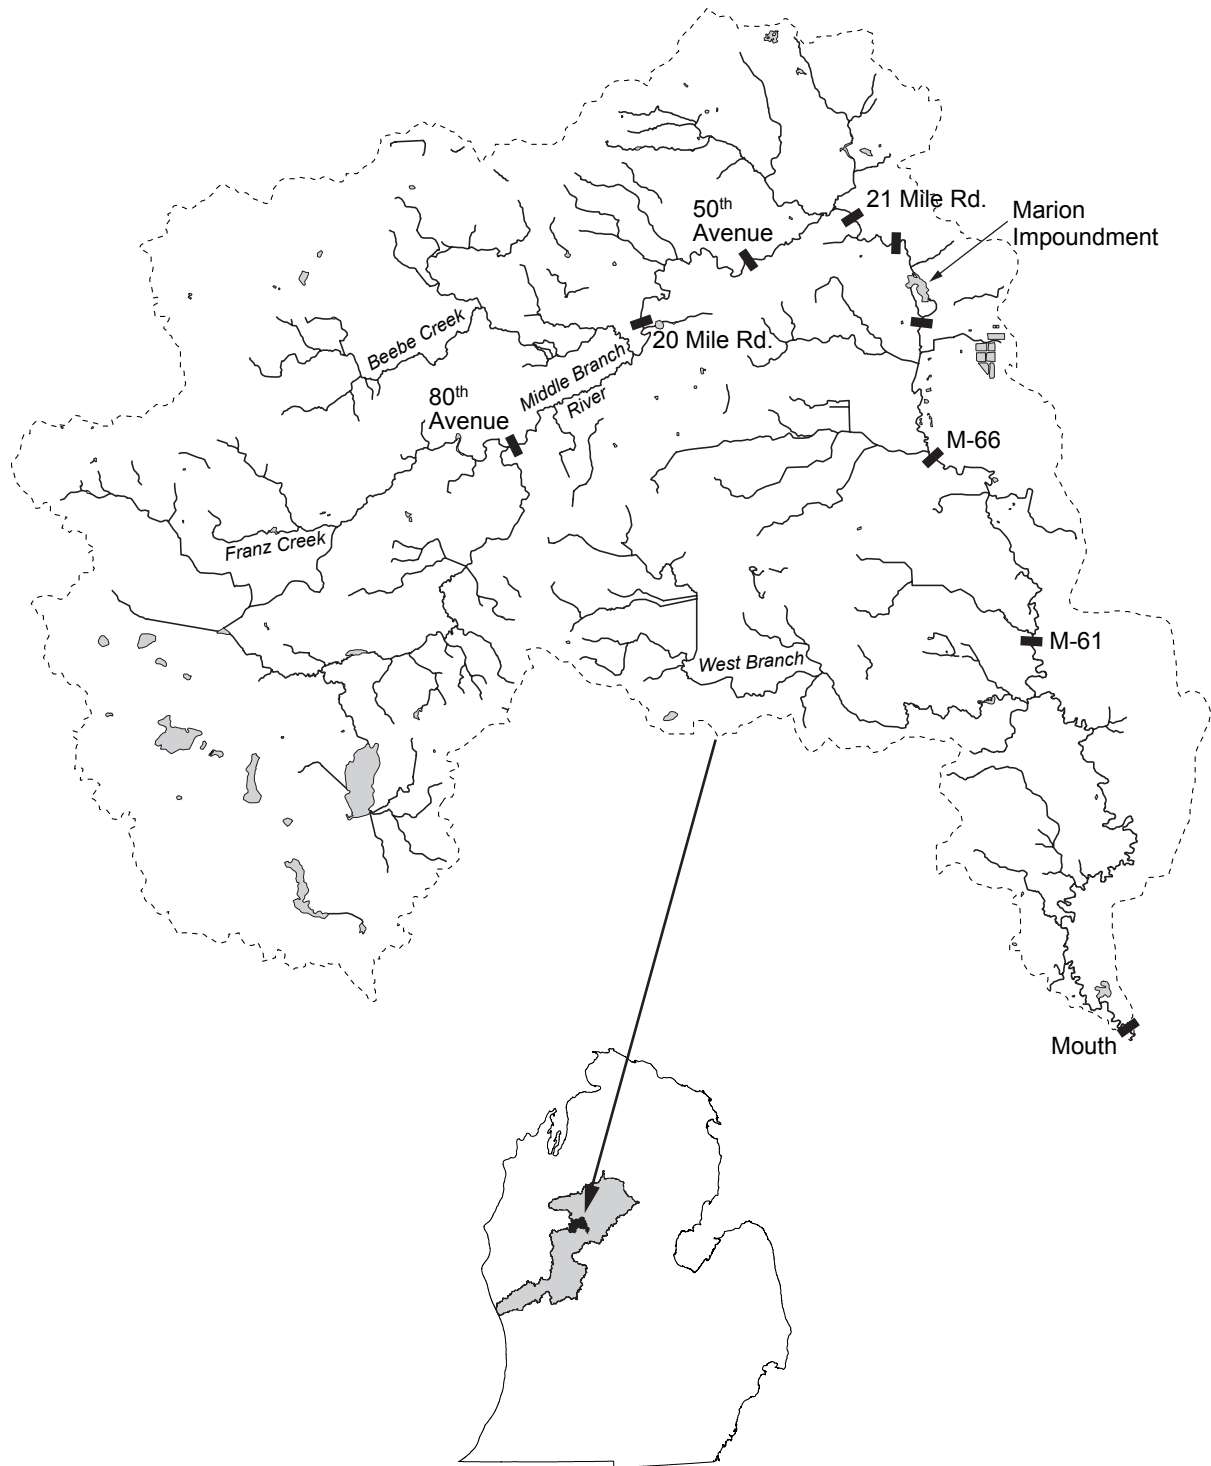 21 Mile Rd.
50th
Avenue
Marion
Impoundment
20 Mile Rd.
Beebe Creek
Middle Branch
River
80th
Avenue
M-66
Franz Creek
M-61
West Branch
Mouth